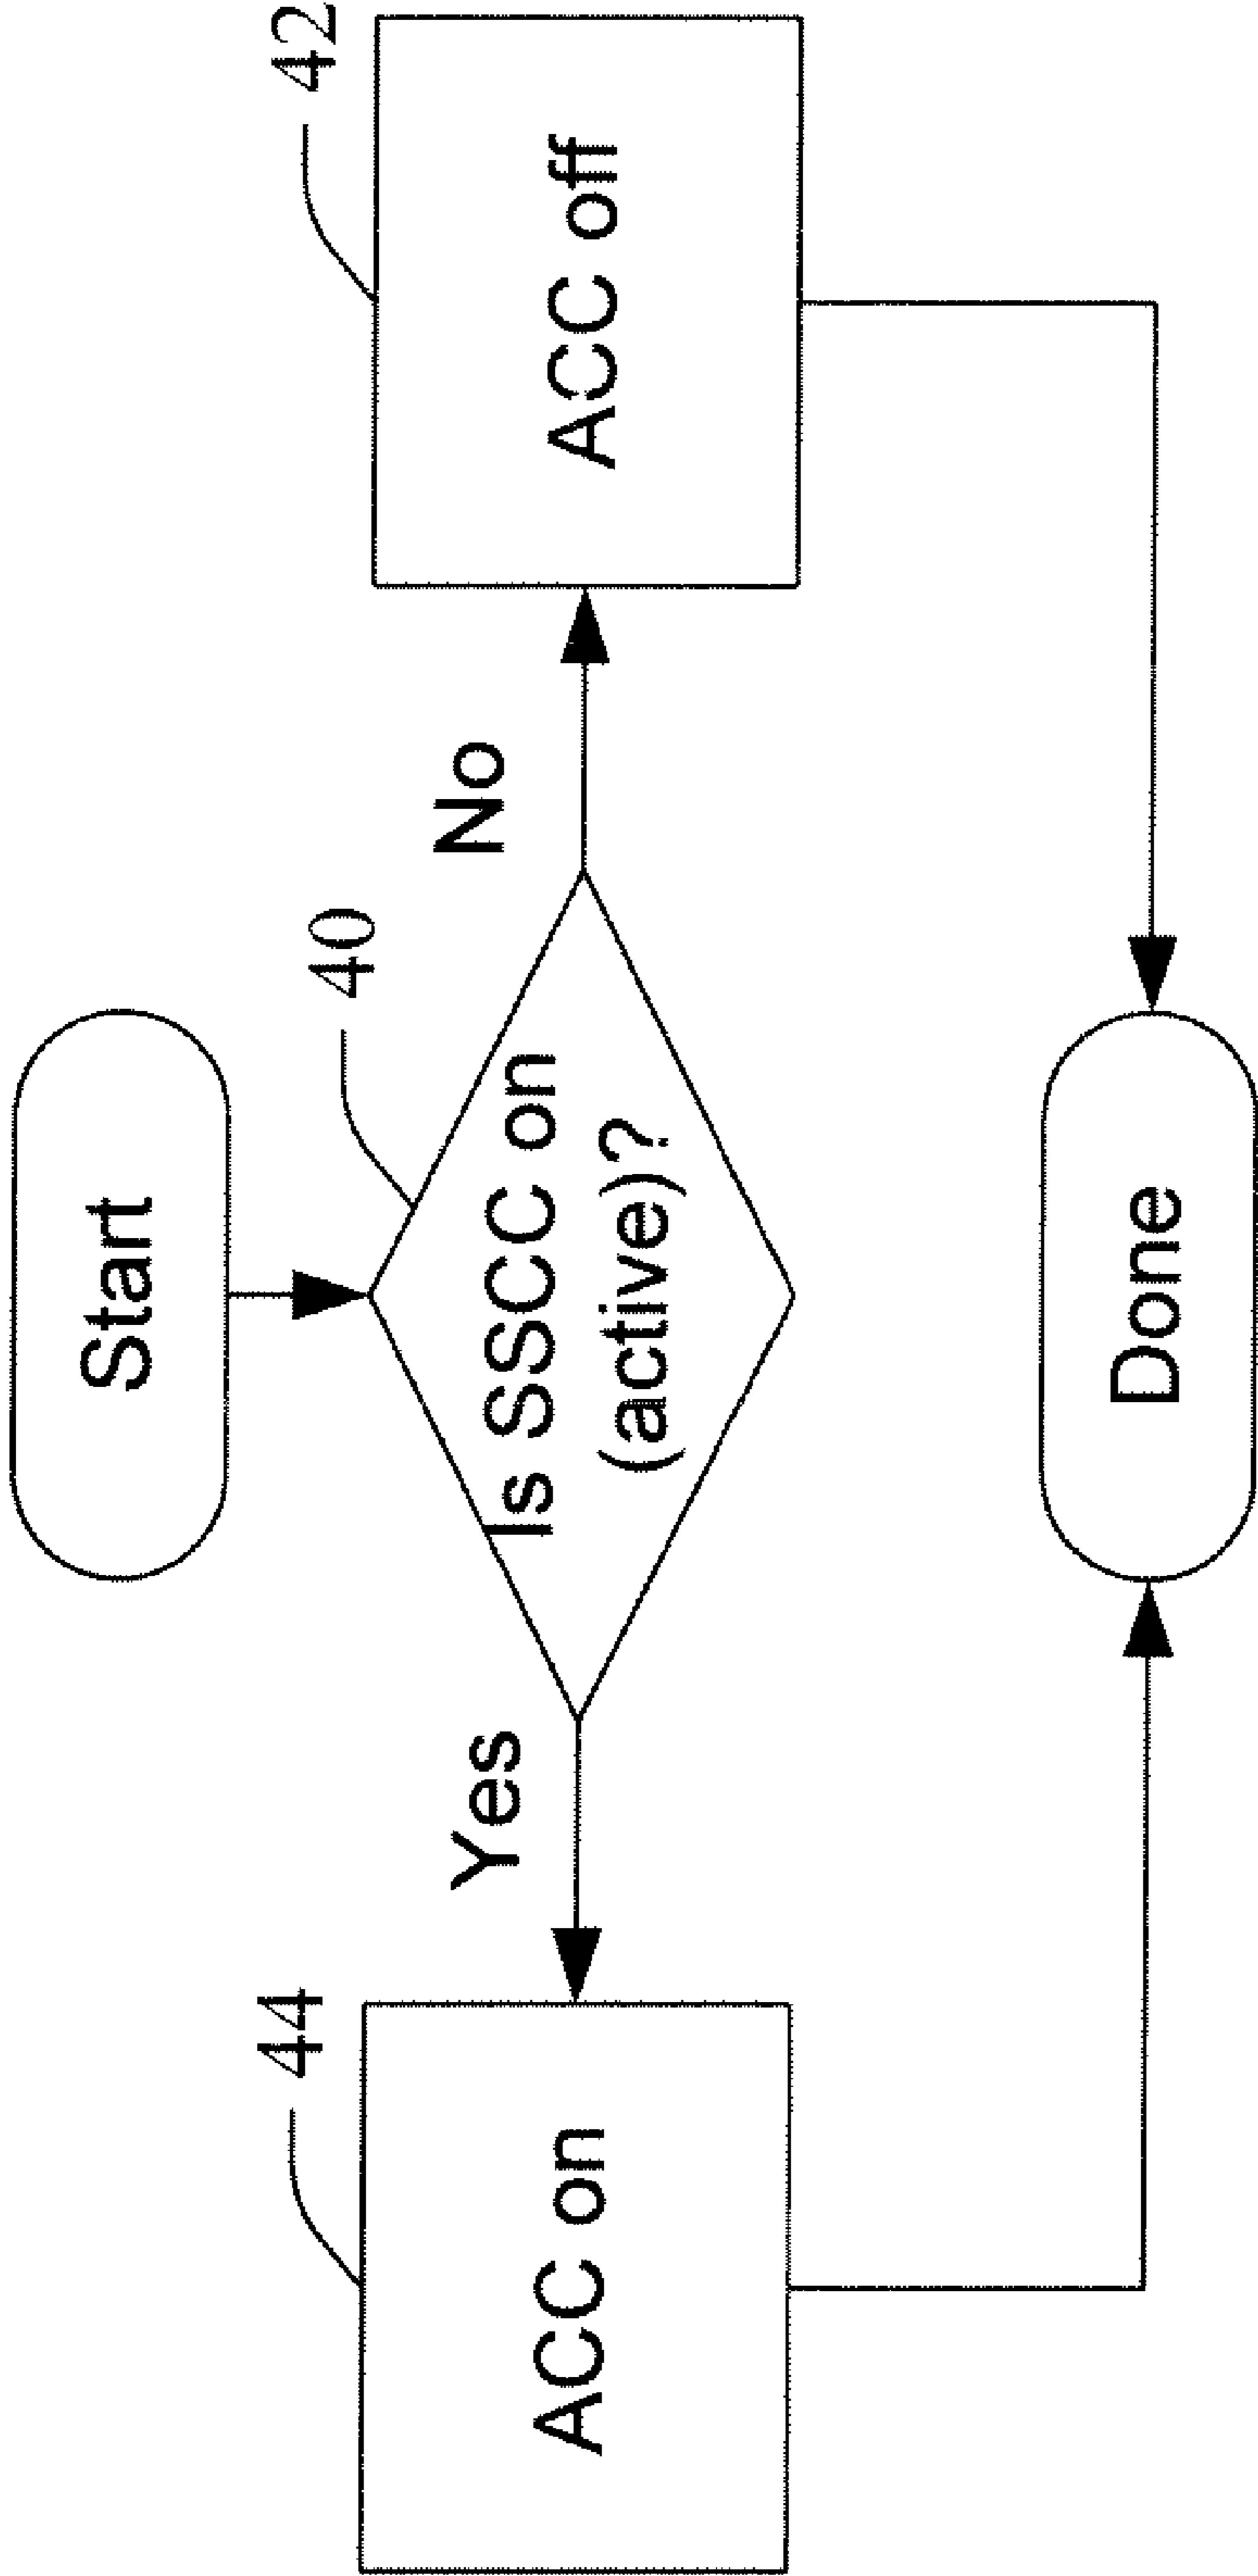 Start
40
Is SSCC on
(active)?
Yes
No
44
ACC on
42
ACC off
Done